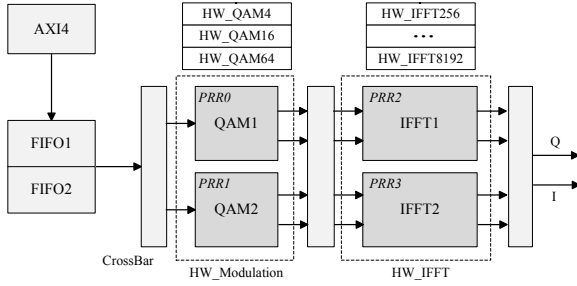 AXI4
HW_QAM4
HW_QAM16
HW_QAM64
HW_IFFT256
...
HW_IFFT8192
FIFO1
FIFO2
PRR0
QAM1
PRR2
IFFT1
PRR1
QAM2
PRR3
IFFT2
Q
I
CrossBar
HW_Modulation
HW_IFFT